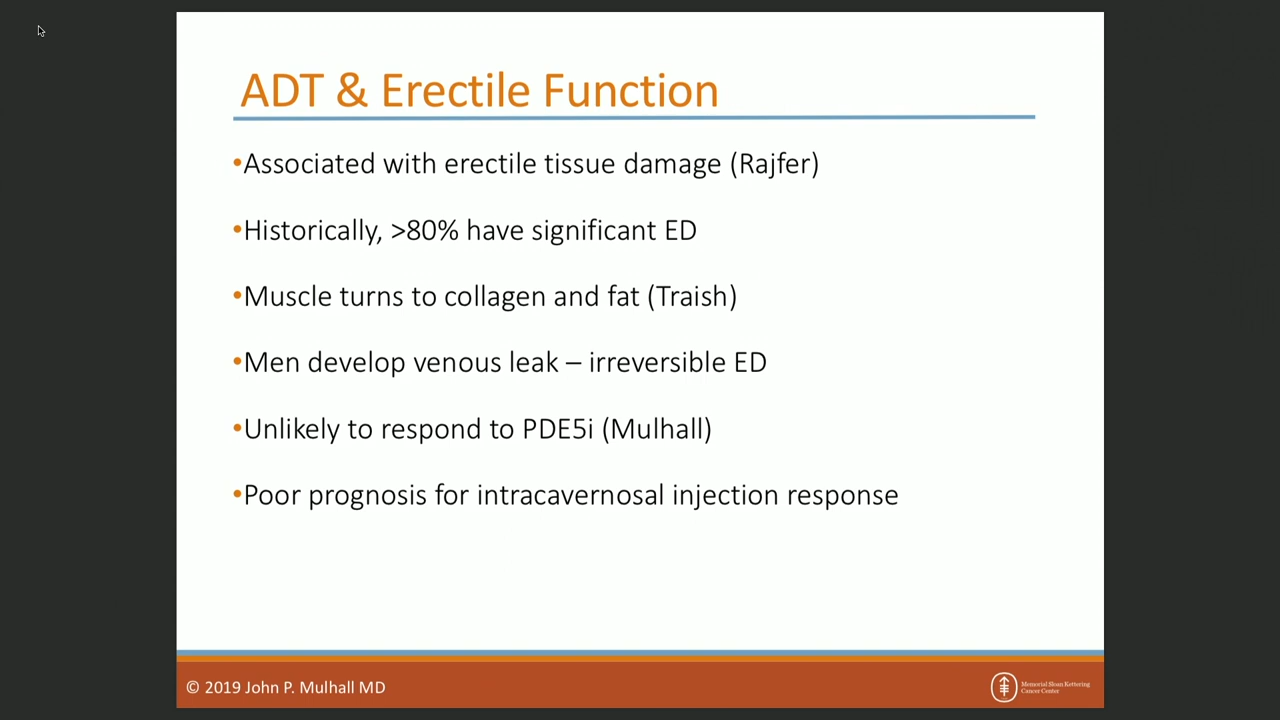 ADT & Erectile Function
•Associated with erectile tissue damage (Rajfer)
•Historically, >80% have significant ED
•Muscle turns to collagen and fat (Traish)
•Men develop venous leak – irreversible ED
•Unlikely to respond to PDE5i (Mulhall)
•Poor prognosis for intracavernosal injection response
© 2019 John P. Mulhall MD
Memorial Sloan Kettering
Cancer Center